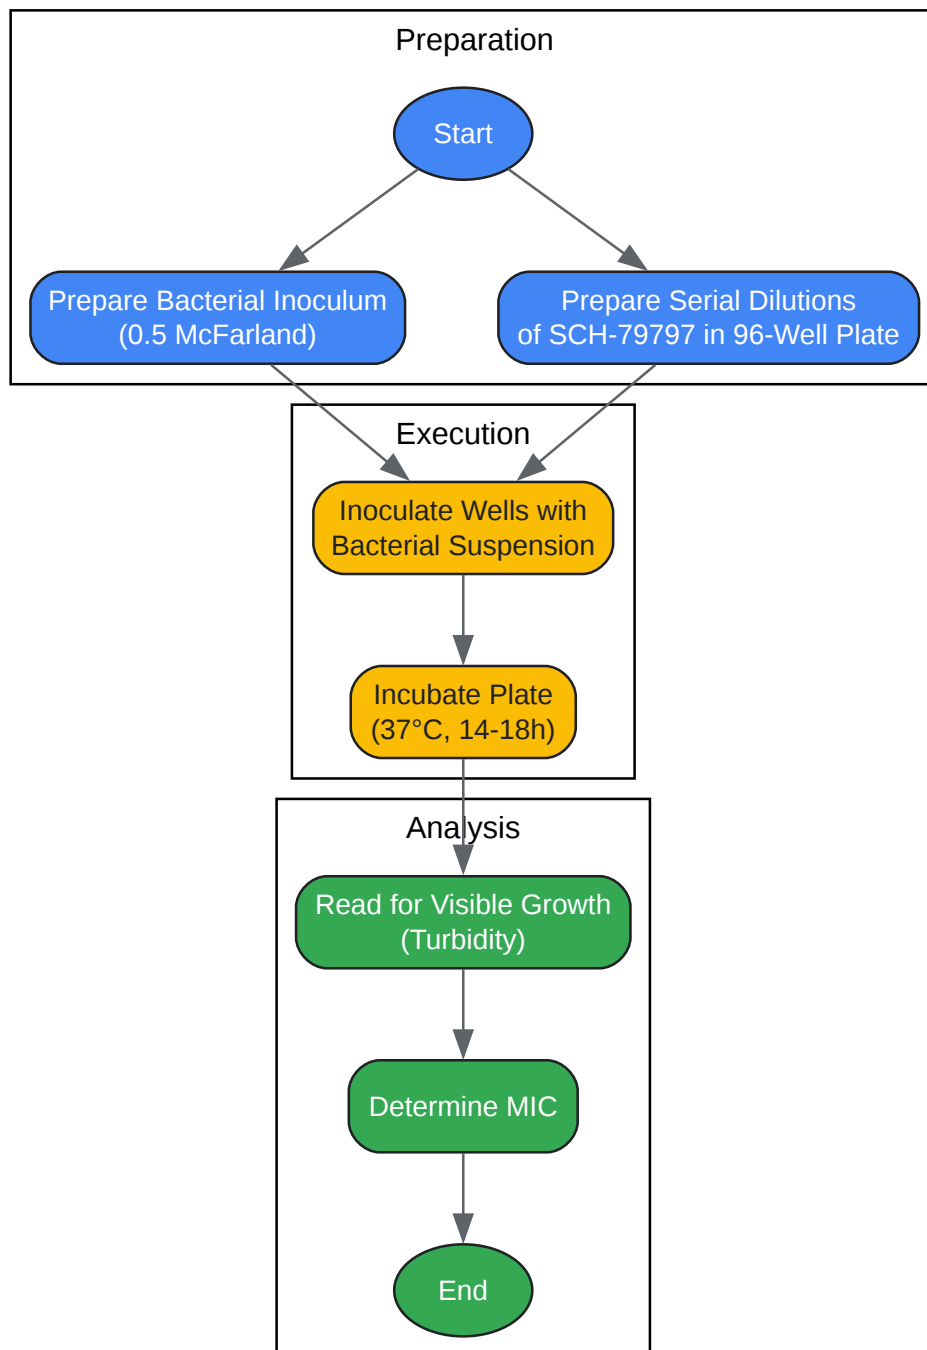 Preparation
Start
Prepare Bacterial Inoculum
(0.5 McFarland)
Prepare Serial Dilutions
of SCH-79797 in 96-Well Plate
Execution
Inoculate Wells with
Bacterial Suspension
Incubate Plate
(37°C, 14-18h)
Analysis
Read for Visible Growth
(Turbidity)
Determine MIC
End